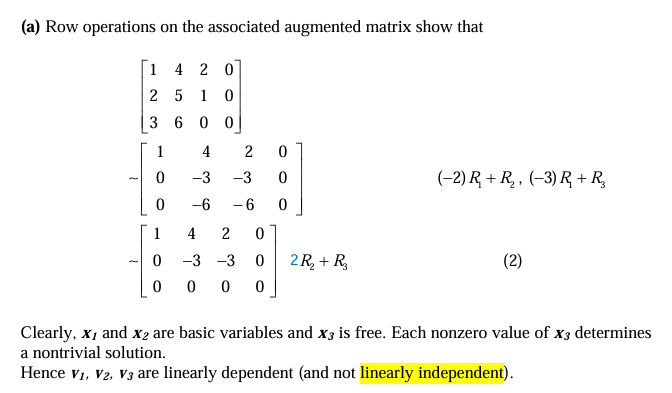 (a) Row operations on the associated augmented matrix show that
1 4 2 0
2 5 1 0
3 6 0 0
1 4 2 0
~ 0 −3 −3 0 (−2) R₁ + R₂ , (−3) R₁ + R₃
0 −6 −6 0
1 4 2 0
~ 0 −3 −3 0 2 R₂ + R₃ (2)
0 0 0 0
Clearly, x₁ and x₂ are basic variables and x₃ is free. Each nonzero value of x₃ determines
a nontrivial solution.
Hence v₁, v₂, v₃ are linearly dependent (and not linearly independent).